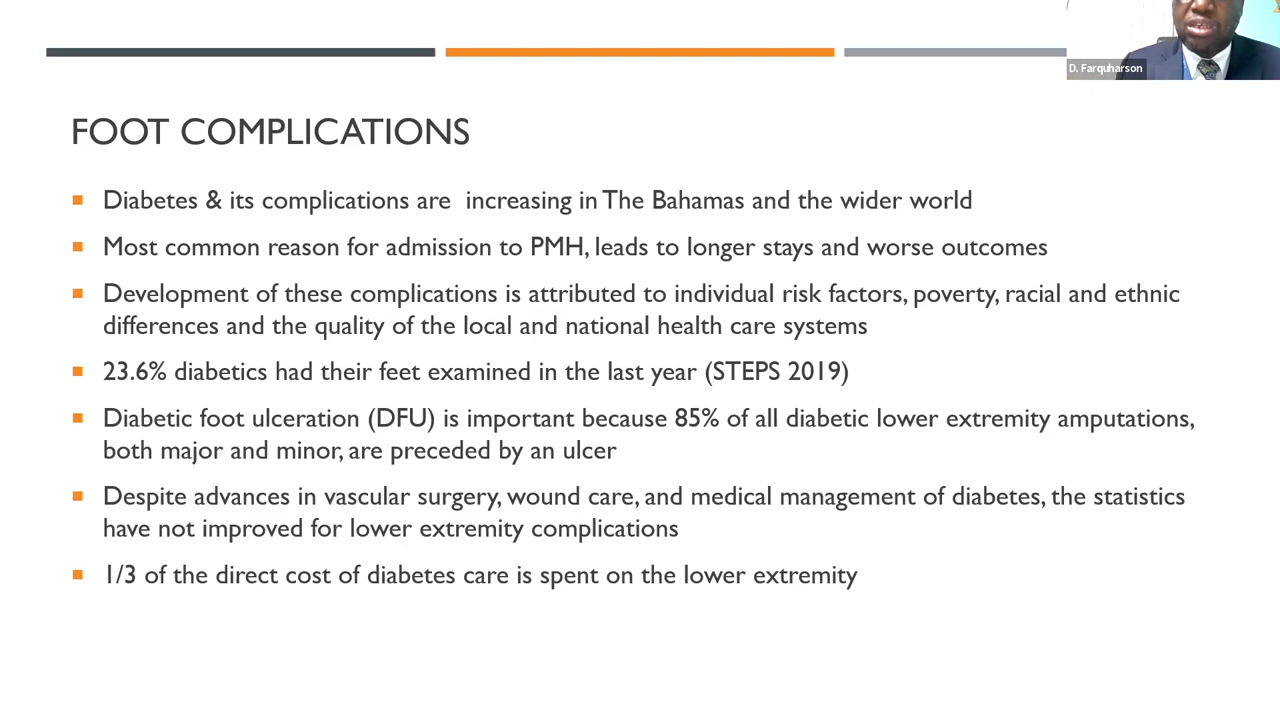 D. Farquharson
FOOT COMPLICATIONS
Diabetes & its complications are increasing in The Bahamas and the wider world
Most common reason for admission to PMH, leads to longer stays and worse outcomes
Development of these complications is attributed to individual risk factors, poverty, racial and ethnic
differences and the quality of the local and national health care systems
23.6% diabetics had their feet examined in the last year (STEPS 2019)
Diabetic foot ulceration (DFU) is important because 85% of all diabetic lower extremity amputations,
both major and minor, are preceded by an ulcer
Despite advances in vascular surgery, wound care, and medical management of diabetes, the statistics
have not improved for lower extremity complications
1/3 of the direct cost of diabetes care is spent on the lower extremity